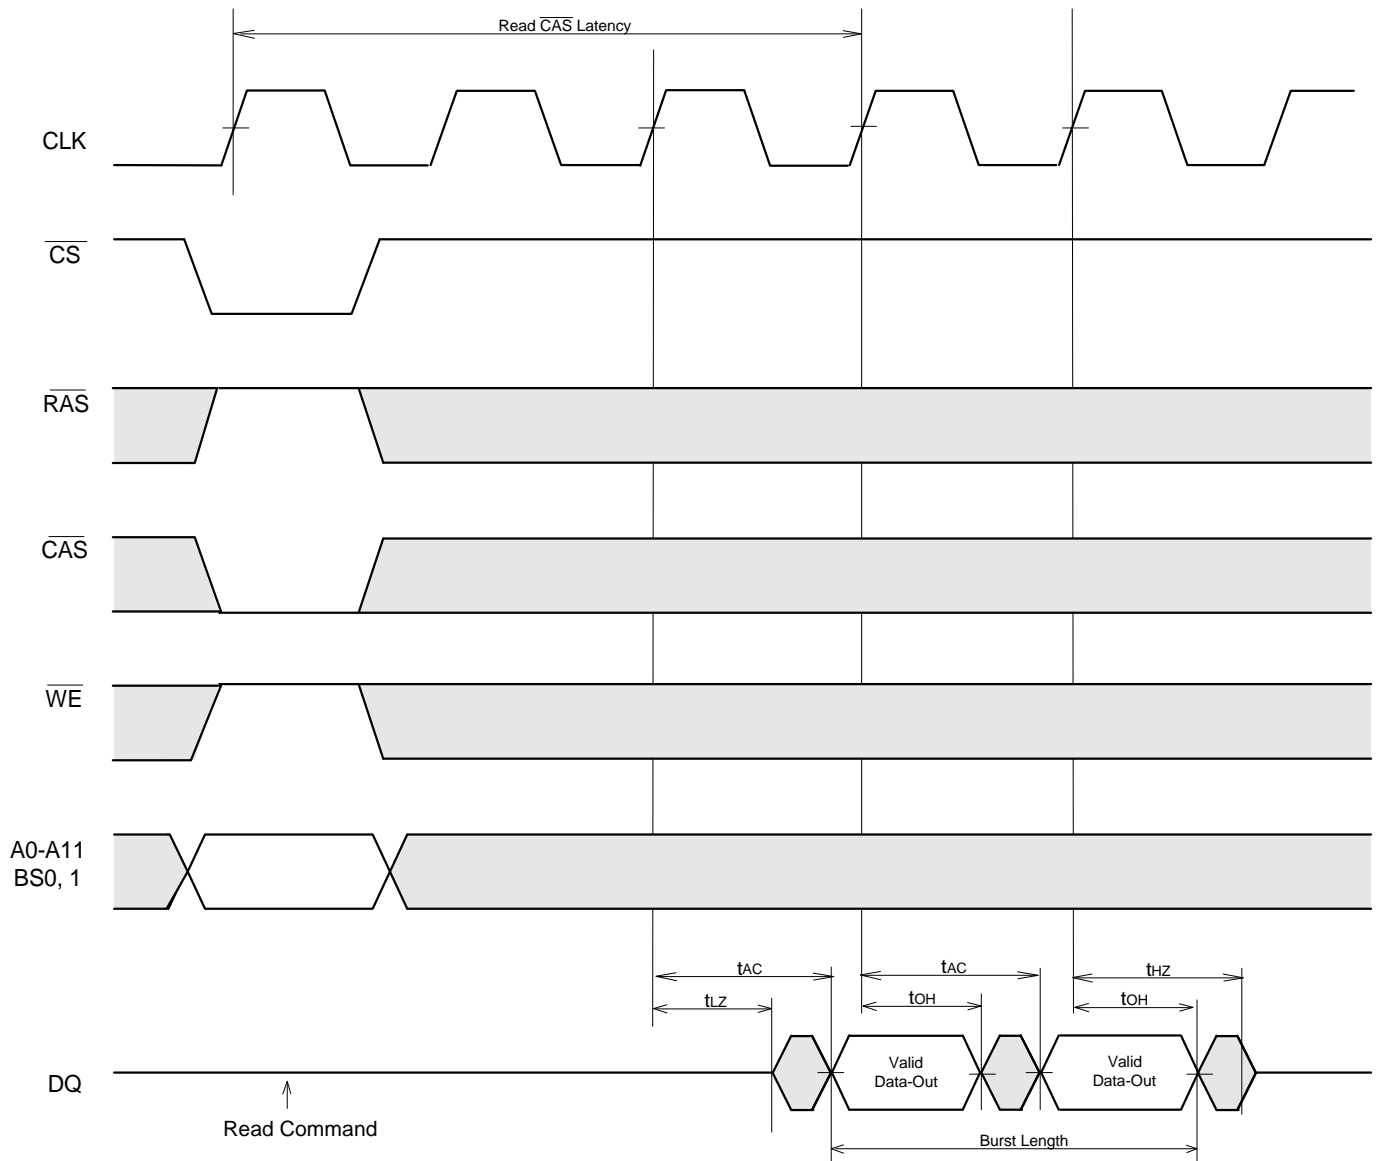 Read CAS Latency
CLK
CS
RAS
CAS
WE
A0-A11
BS0, 1
tAC
tAC
tHZ
tLZ
tOH
tOH
DQ
Valid
Data-Out
Valid
Data-Out
Read Command
Burst Length